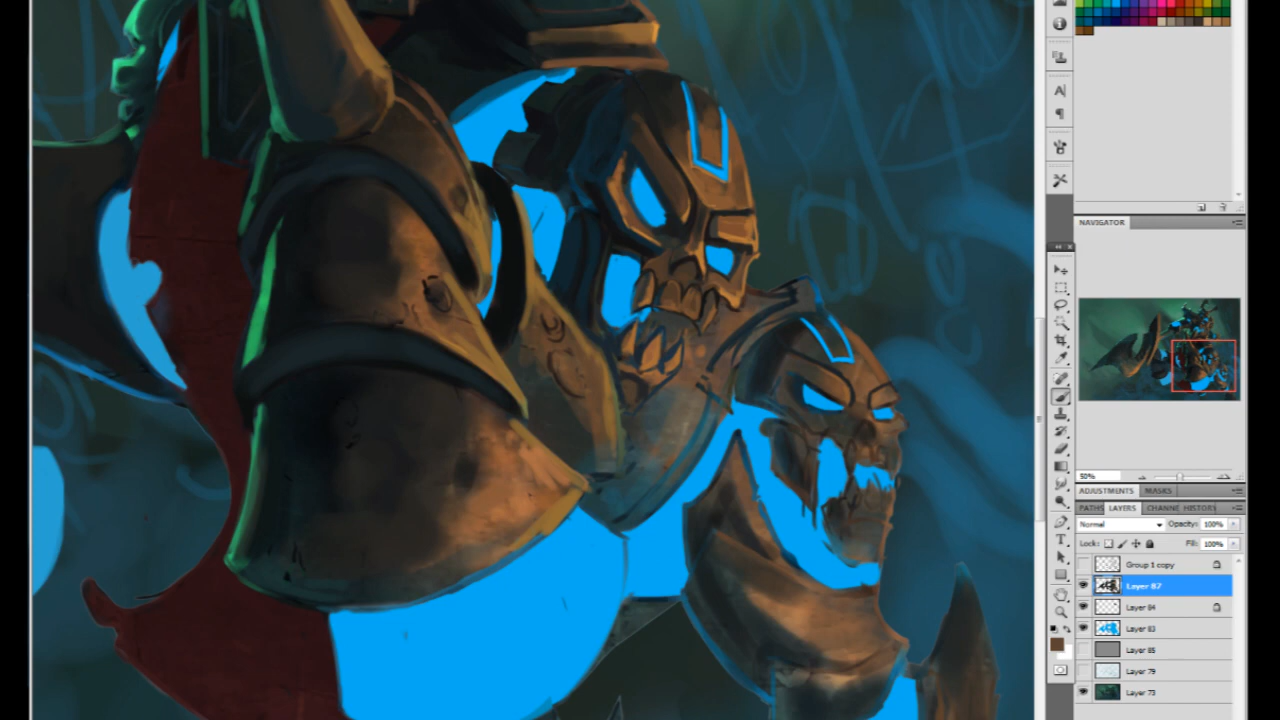 NAVIGATOR
50%
ADJUSTMENTS MASKS
PATHS LAYERS CHANNE HISTORY
Normal Opacity: 100%
Lock: Fill: 100%
Group 1 copy
Layer 87
Layer 84
Layer 83
Layer 85
Layer 79
Layer 73